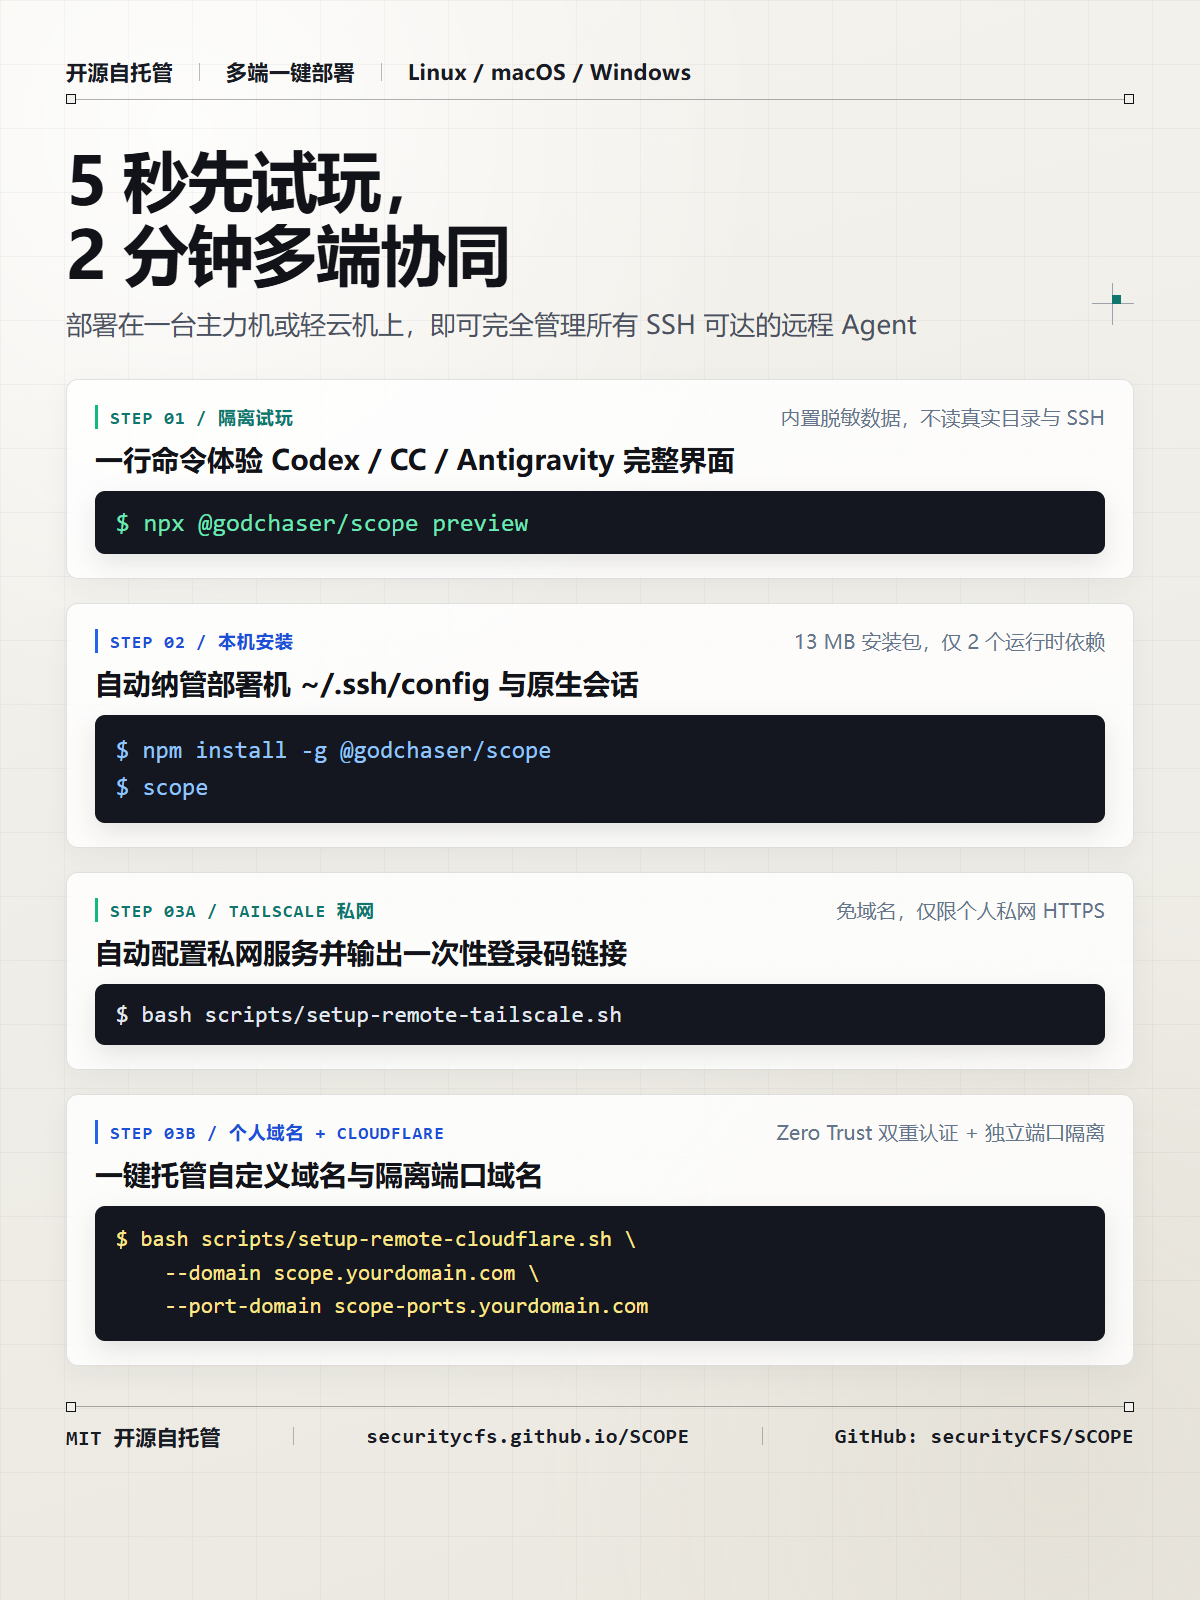 开源自托管
多端一键部署
Linux / macOS / Windows
5 秒先试玩，
2 分钟多端协同
部署在一台主力机或轻云机上，即可完全管理所有 SSH 可达的远程 Agent
STEP 01 / 隔离试玩
内置脱敏数据，不读真实目录与 SSH
一行命令体验 Codex / CC / Antigravity 完整界面
$ npx @godchaser/scope preview
STEP 02 / 本机安装
13 MB 安装包，仅 2 个运行时依赖
自动纳管部署机 ~/.ssh/config 与原生会话
$ npm install -g @godchaser/scope
$ scope
STEP 03A / TAILSCALE 私网
免域名，仅限个人私网 HTTPS
自动配置私网服务并输出一次性登录码链接
$ bash scripts/setup-remote-tailscale.sh
STEP 03B / 个人域名 + CLOUDFLARE
Zero Trust 双重认证 + 独立端口隔离
一键托管自定义域名与隔离端口域名
$ bash scripts/setup-remote-cloudflare.sh \
--domain scope.yourdomain.com \
--port-domain scope-ports.yourdomain.com
MIT 开源自托管
securitycfs.github.io/SCOPE
GitHub: securityCFS/SCOPE